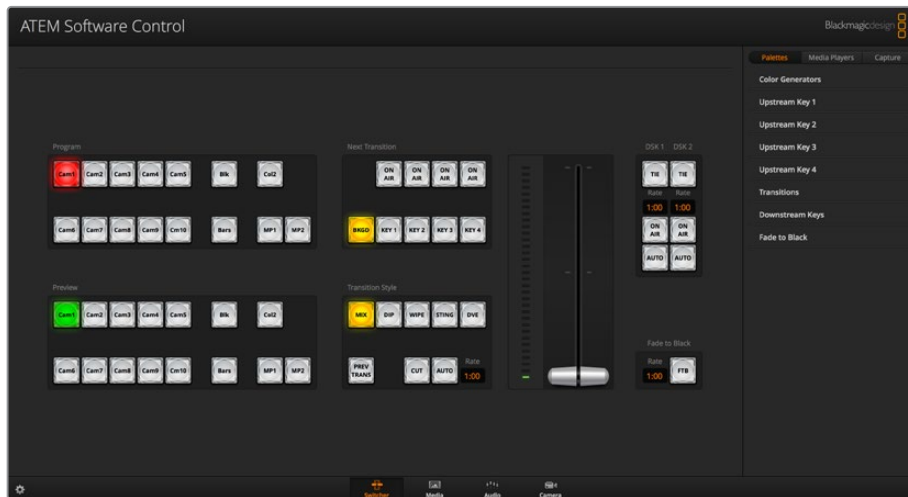 ATEM Software Control
Blackmagicdesign
Palettes Media Players Capture
Color Generators
Upstream Key 1
Upstream Key 2
Upstream Key 3
Upstream Key 4
Transitions
Downstream Keys
Fade to Black
Program
Cam1 Cam2 Cam3 Cam4 Cam5 Blk Col2
Cam6 Cam7 Cam8 Cam9 Cm10 Bars MP1 MP2
Next Transition
ON AIR ON AIR ON AIR ON AIR
BKGD KEY 1 KEY 2 KEY 3 KEY 4
DSK 1 DSK 2
TIE TIE
Rate Rate
1:00 1:00
ON AIR ON AIR
AUTO AUTO
Preview
Cam1 Cam2 Cam3 Cam4 Cam5 Blk Col2
Cam6 Cam7 Cam8 Cam9 Cm10 Bars MP1 MP2
Transition Style
MIX DIP WIPE STING DVE
PREV TRANS CUT AUTO Rate
1:00
Fade to Black
Rate
1:00 FTB
Switcher Media Audio Camera